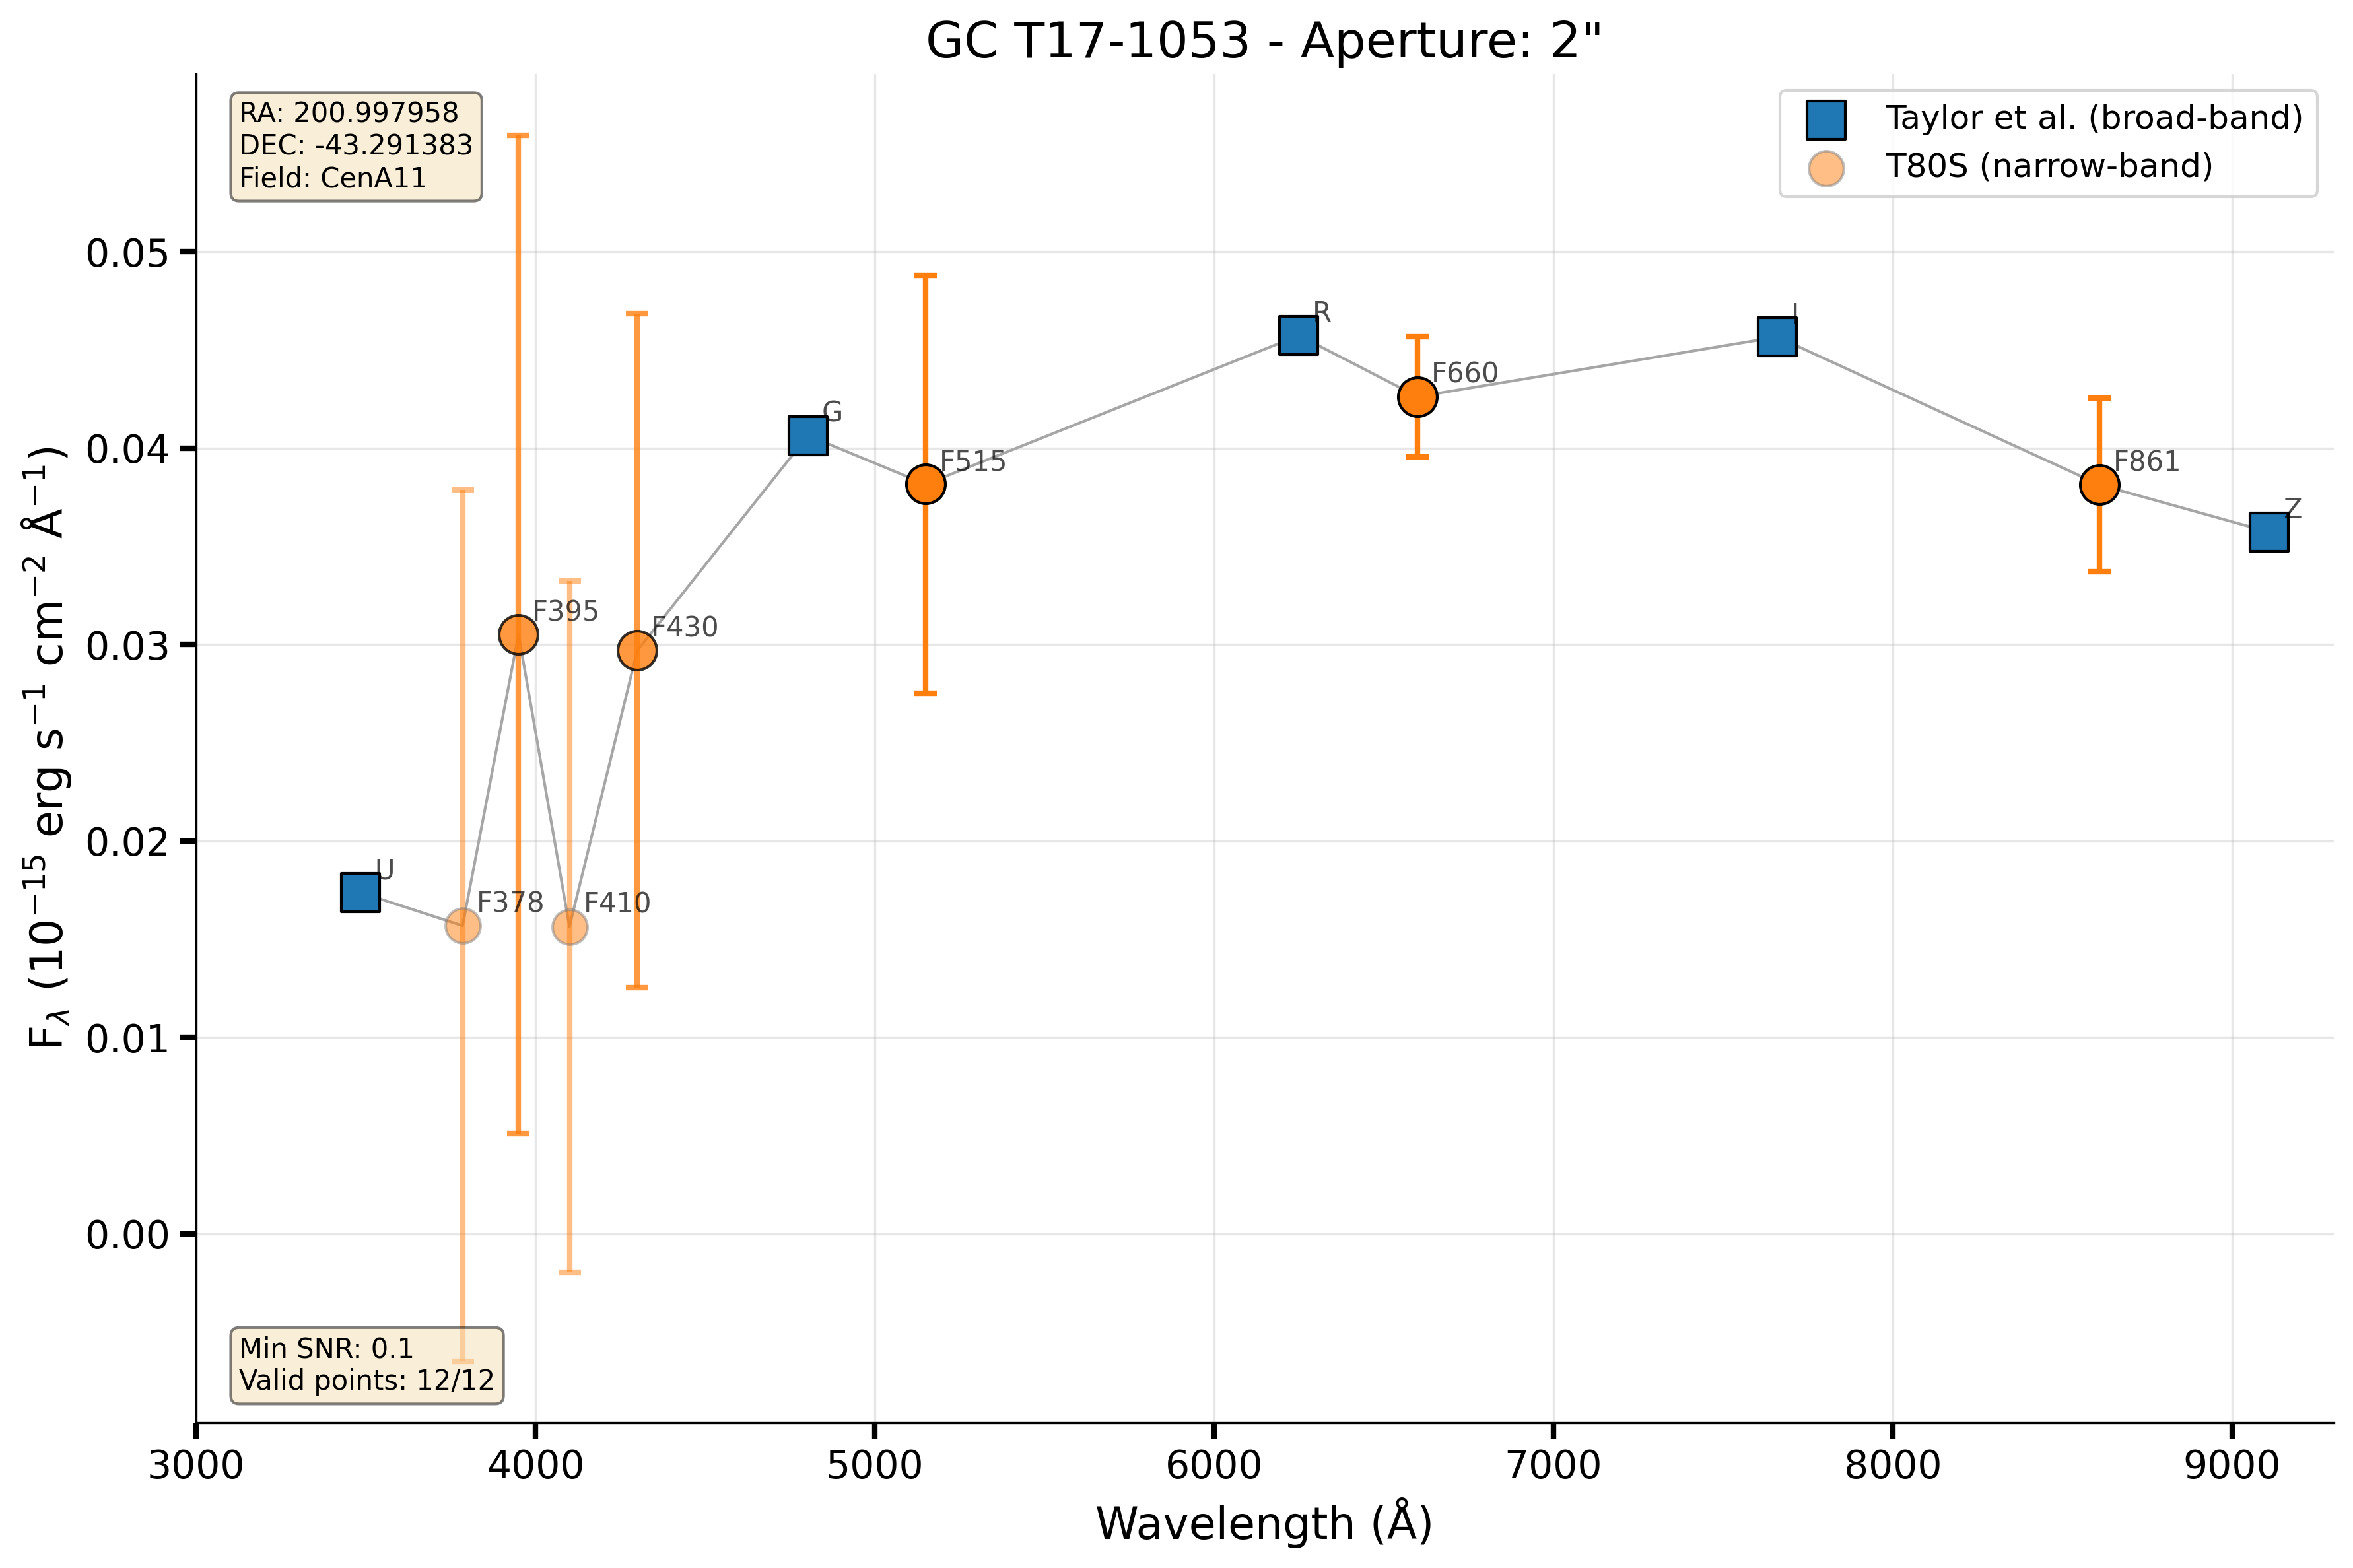 GC T17-1053 - Aperture: 2"
RA: 200.997958
DEC: -43.291383
Field: CenA11
Taylor et al. (broad-band)
T80S (narrow-band)
0.05
0.04
0.03
0.02
0.01
0.00
F_λ (10⁻¹⁵ erg s⁻¹ cm⁻² Å⁻¹)
U
F378
F395
F410
F430
G
F515
R
F660
I
F861
Z
Min SNR: 0.1
Valid points: 12/12
3000 4000 5000 6000 7000 8000 9000
Wavelength (Å)